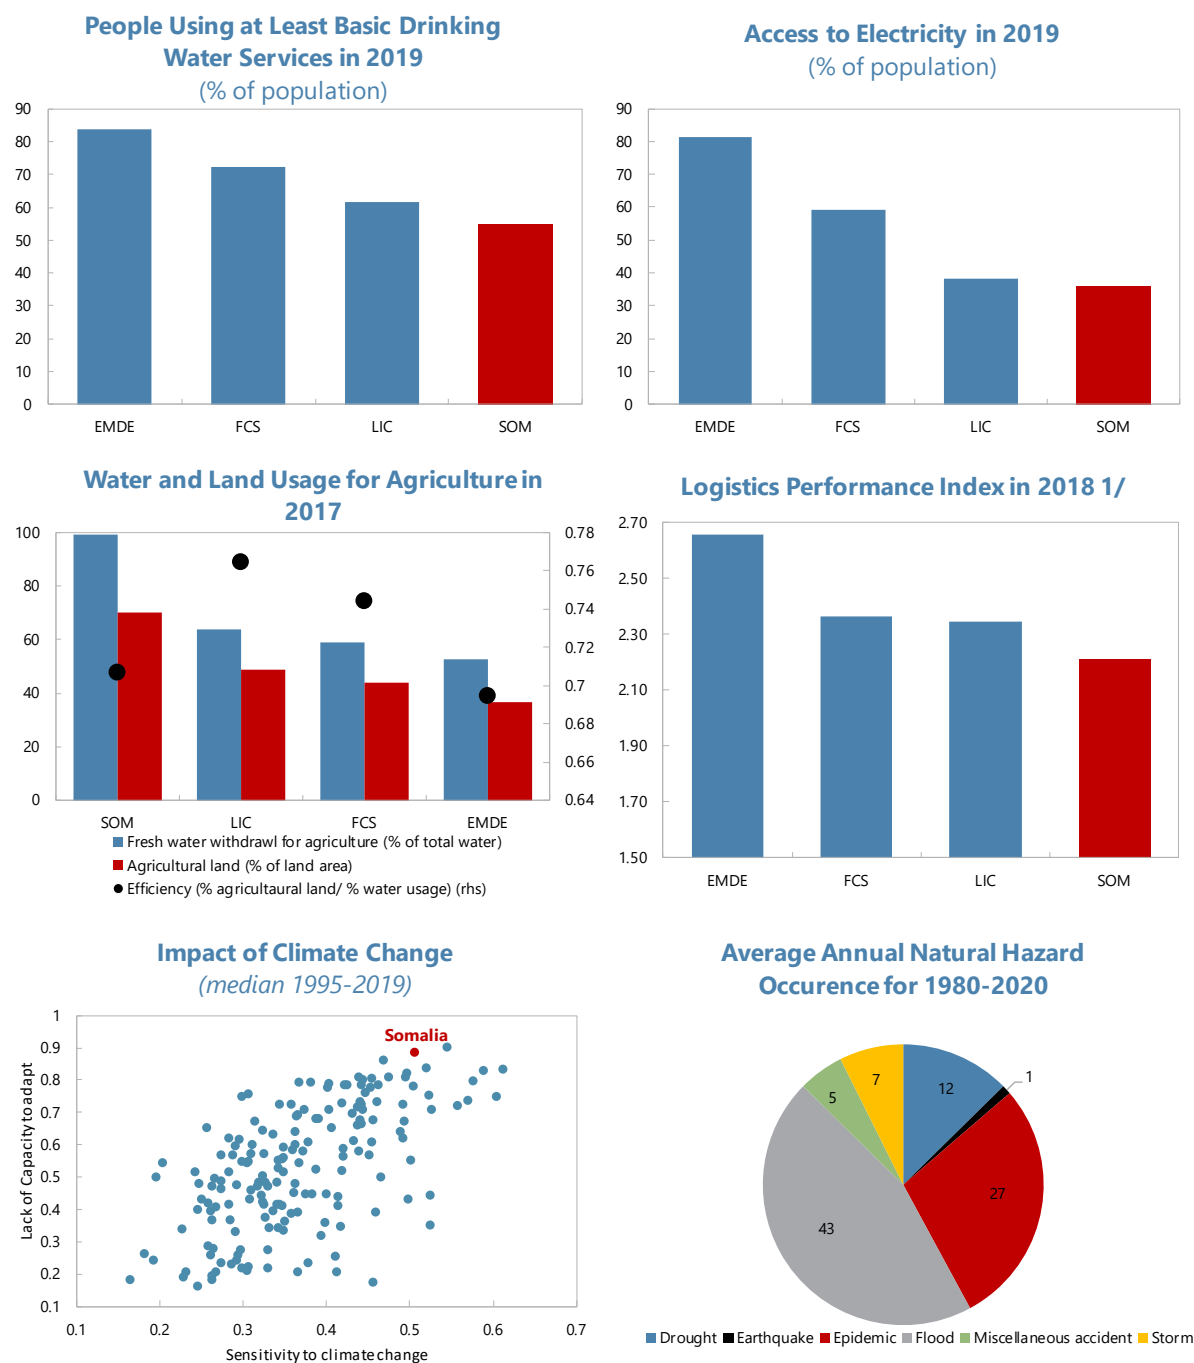 People Using at Least Basic Drinking
Water Services in 2019
(% of population)
90
80
70
60
50
40
30
20
10
0
EMDE FCS LIC SOM
Access to Electricity in 2019
(% of population)
90
80
70
60
50
40
30
20
10
0
EMDE FCS LIC SOM
Water and Land Usage for Agriculture in
2017
100
80
60
40
20
0
0.78
0.76
0.74
0.72
0.7
0.68
0.66
0.64
SOM LIC FCS EMDE
Fresh water withdrawl for agriculture (% of total water)
Agricultural land (% of land area)
Efficiency (% agricultaural land/ % water usage) (rhs)
Logistics Performance Index in 2018 1/
2.70
2.50
2.30
2.10
1.90
1.70
1.50
EMDE FCS LIC SOM
Impact of Climate Change
(median 1995-2019)
Lack of Capacity to adapt
1
0.9
0.8
0.7
0.6
0.5
0.4
0.3
0.2
0.1
Somalia
0.1 0.2 0.3 0.4 0.5 0.6 0.7
Sensitivity to climate change
Average Annual Natural Hazard
Occurence for 1980-2020
7
12
1
5
27
43
Drought Earthquake Epidemic Flood Miscellaneous accident Storm